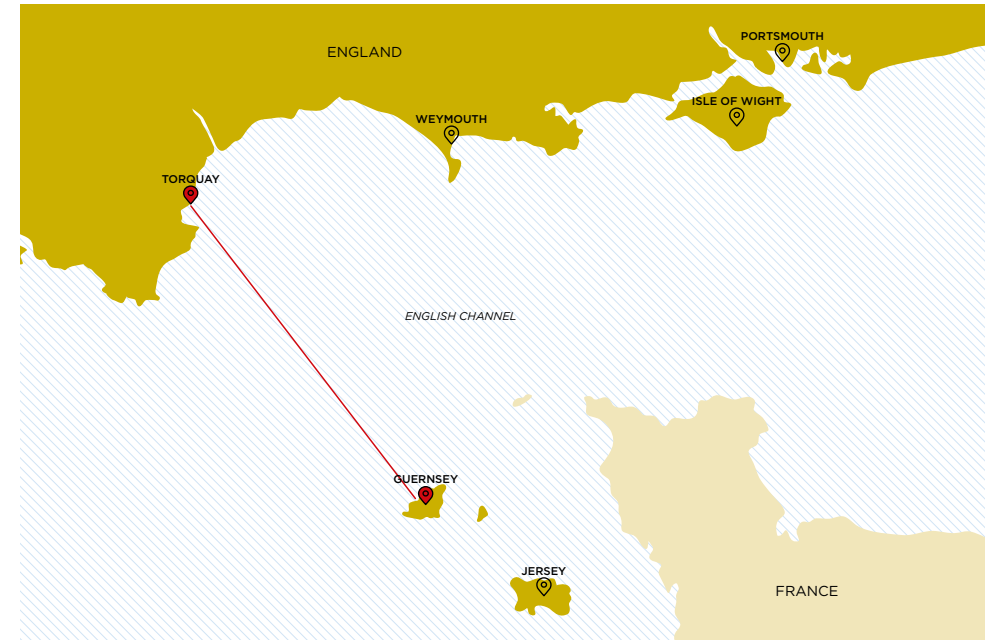 PORTSMOUTH
ENGLAND
ISLE OF WIGHT
WEYMOUTH
TORQUAY
ENGLISH CHANNEL
GUERNSEY
JERSEY
FRANCE